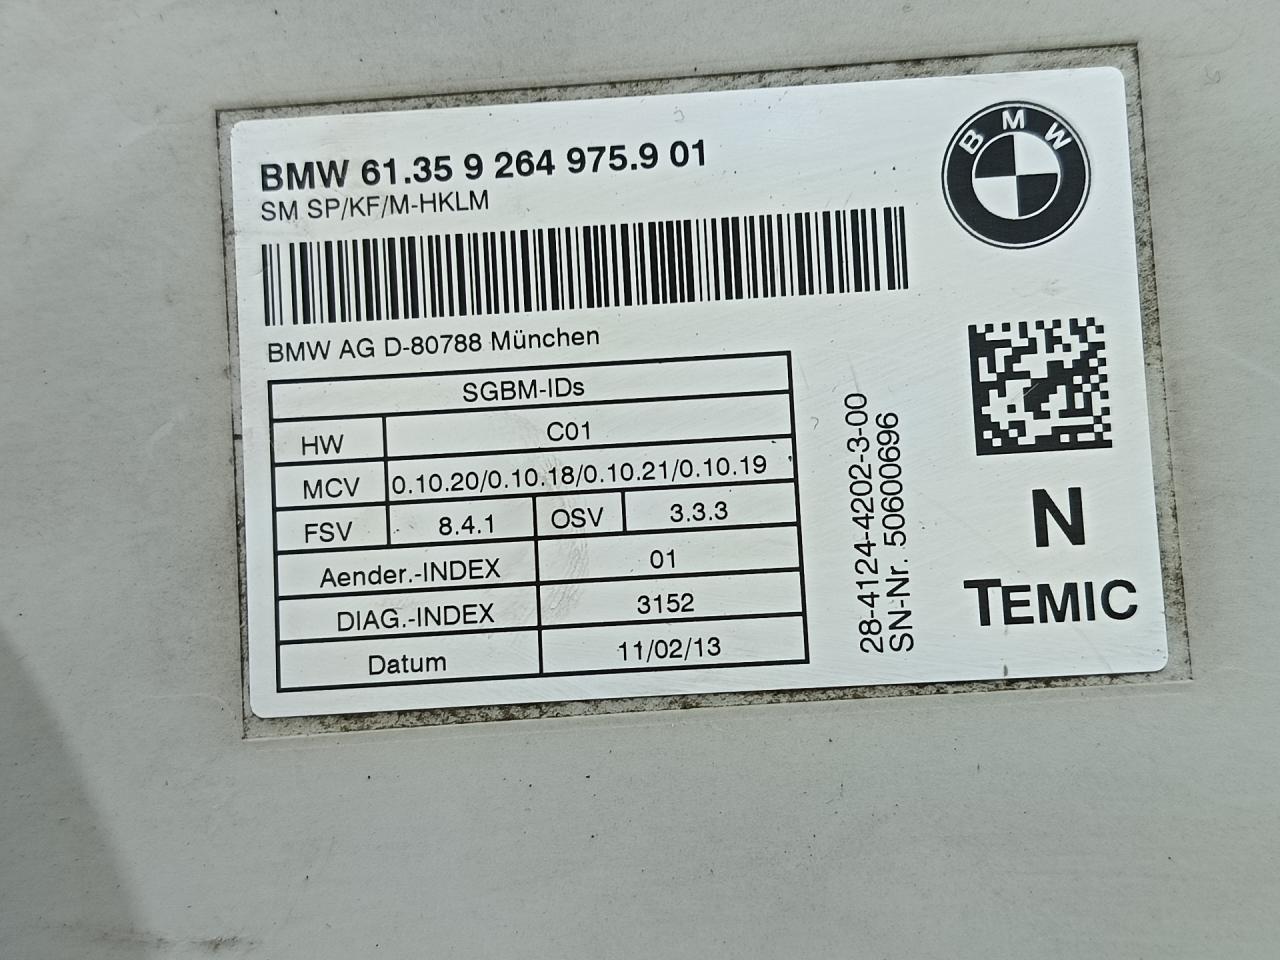 BMW 61.35 9 264 975.9 01
SM SP/KF/M-HKLM
BMW
BMW AG D-80788 München
SGBM-IDs
HW C01
MCV 0.10.20/0.10.18/0.10.21/0.10.19
FSV 8.4.1 OSV 3.3.3
Aender.-INDEX 01
DIAG.-INDEX 3152
Datum 11/02/13
28-4124-4202-3-00
SN-Nr. 50600696
N
TEMIC